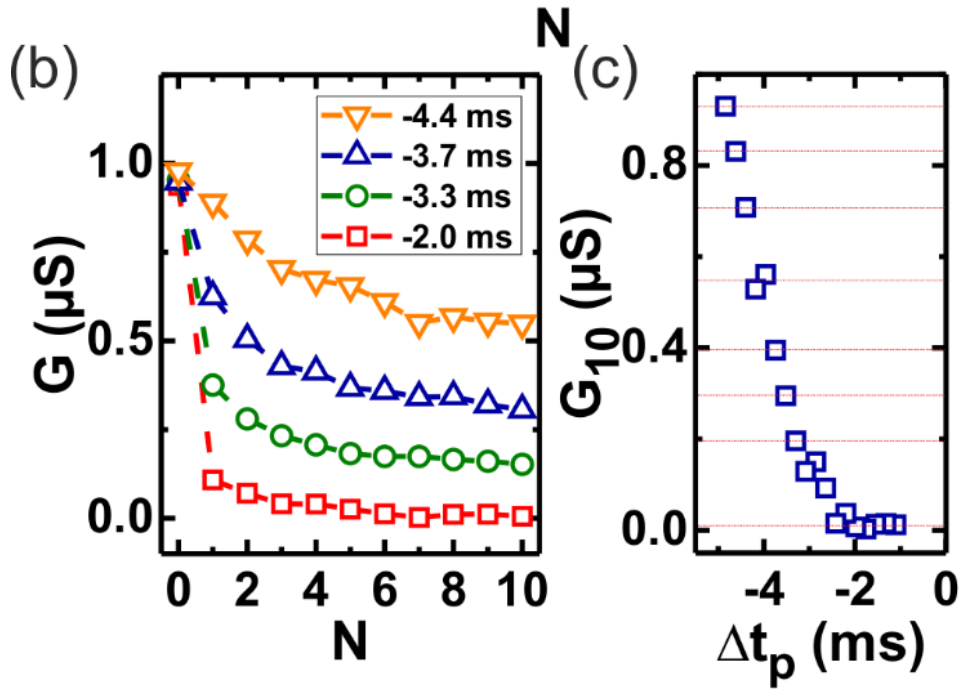 N
(b)
(c)
-4.4 ms
-3.7 ms
-3.3 ms
-2.0 ms
G (µS)
1.0
0.5
0.0
0 2 4 6 8 10
N
G10 (µS)
0.8
0.4
0.0
-4 -2 0
Δtp (ms)